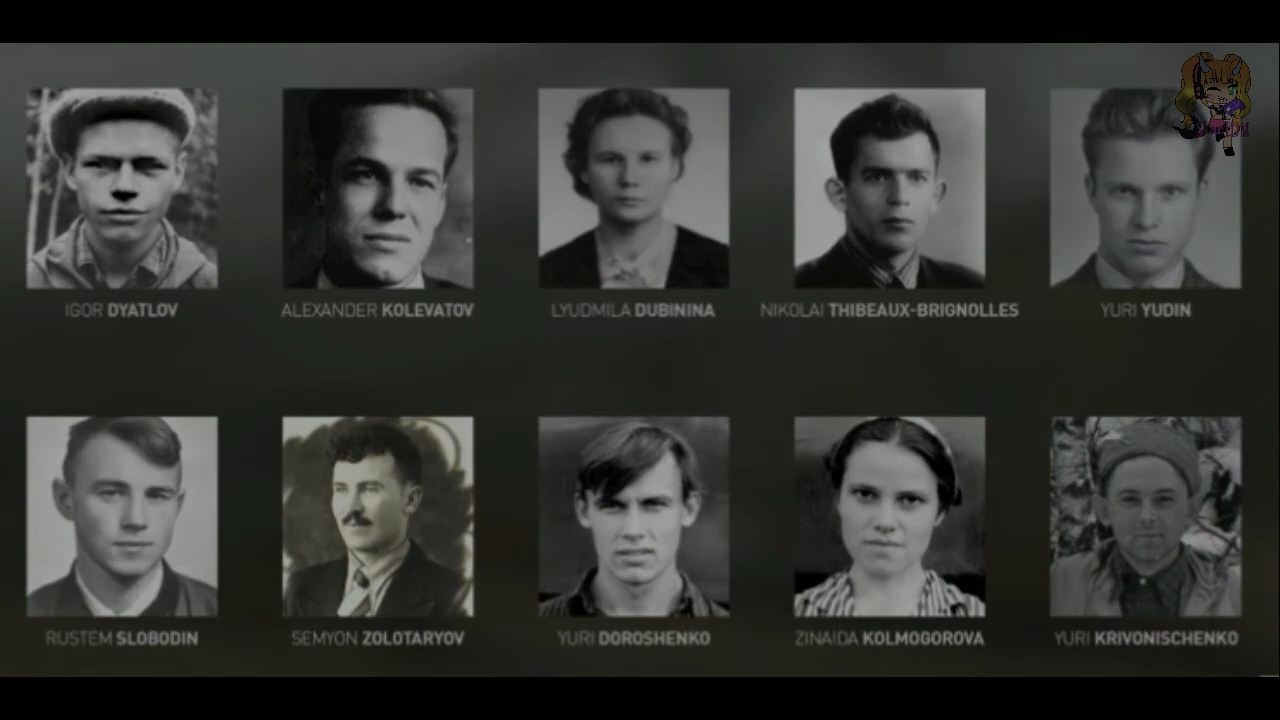 IGOR DYATLOV
ALEXANDER KOLEVATOV
LYUDMILA DUBININA
NIKOLAI THIBEAUX-BRIGNOLLES
YURI YUDIN
RUSTEM SLOBODIN
SEMYON ZOLOTARYOV
YURI DOROSHENKO
ZINAIDA KOLMOGOROVA
YURI KRIVONISCHENKO